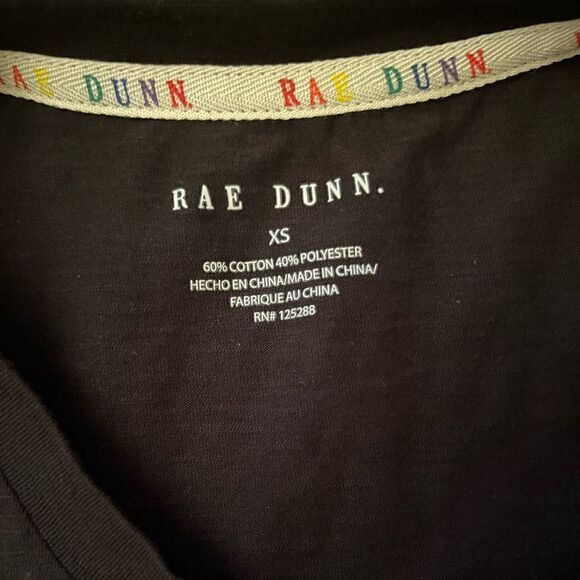 RAE DUNN. RAE DUNN.
RAE DUNN.
XS
60% COTTON 40% POLYESTER
HECHO EN CHINA/MADE IN CHINA/
FABRIQUE AU CHINA
RN# 125288